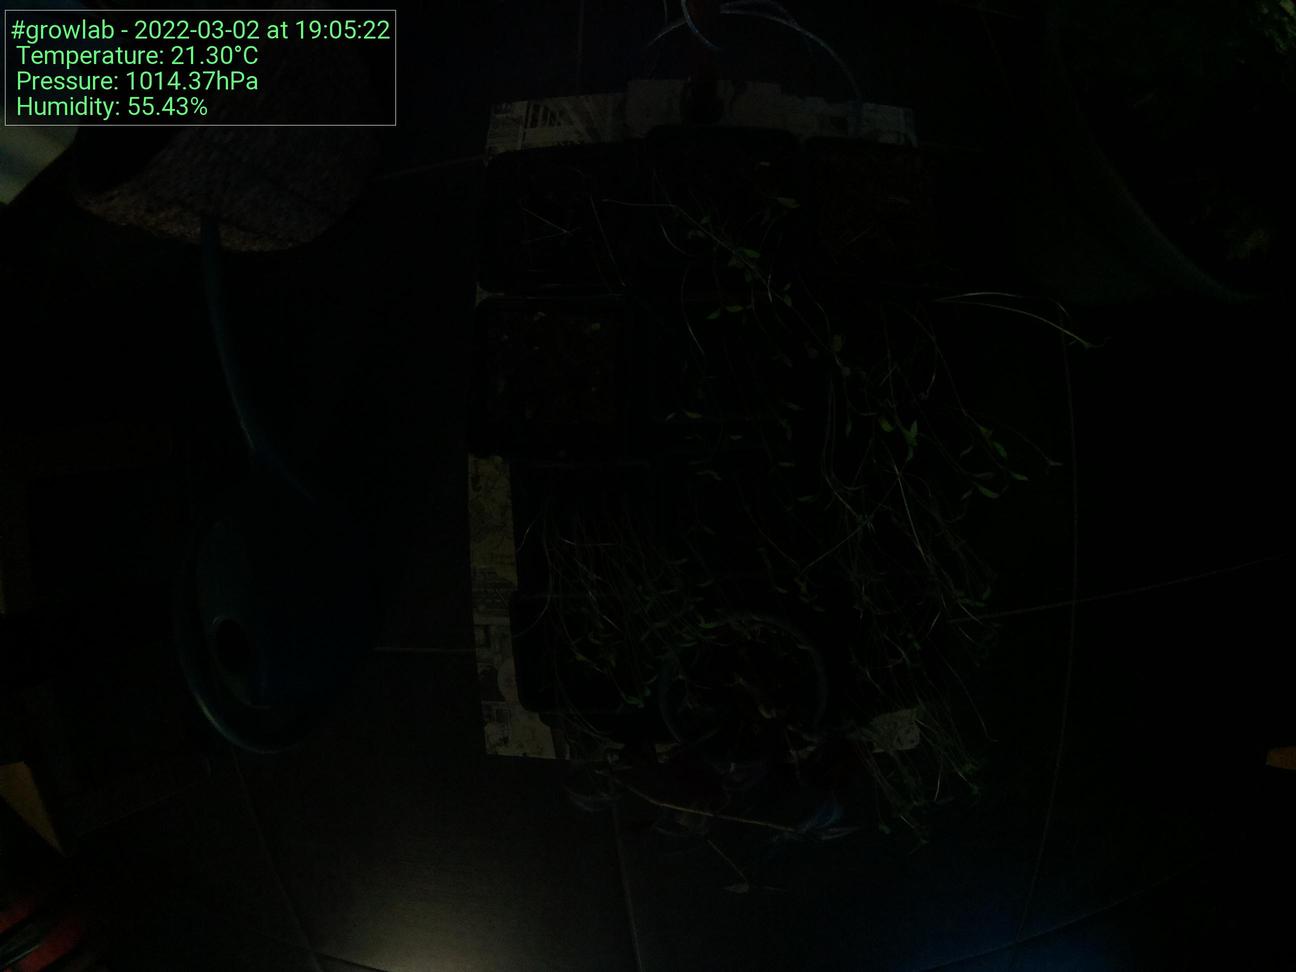 #growlab - 2022-03-02 at 19:05:22
Temperature: 21.30°C
Pressure: 1014.37hPa
Humidity: 55.43%